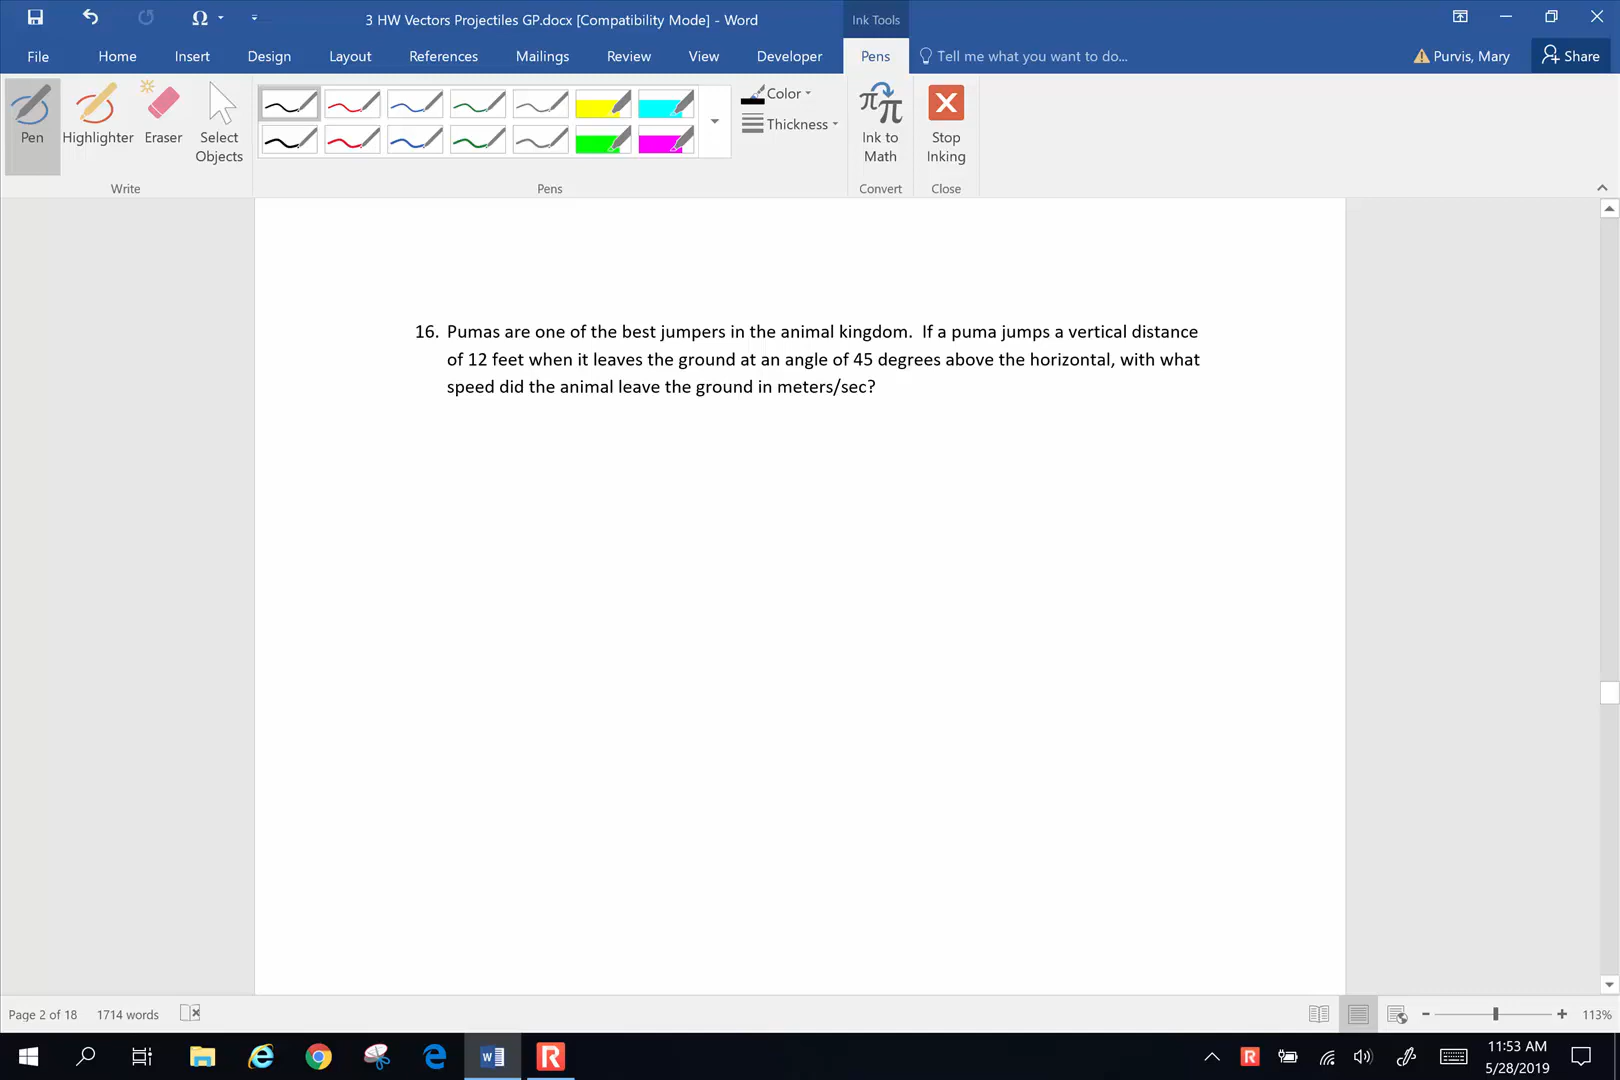 3 HW Vectors Projectiles GP.docx [Compatibility Mode] - Word
Ink Tools
File Home Insert Design Layout References Mailings Review View Developer Pens Tell me what you want to do... Purvis, Mary Share
Pen Highlighter Eraser Select Objects
Color
Thickness
Ink to Math
Stop Inking
Write Pens Convert Close
16. Pumas are one of the best jumpers in the animal kingdom. If a puma jumps a vertical distance
of 12 feet when it leaves the ground at an angle of 45 degrees above the horizontal, with what
speed did the animal leave the ground in meters/sec?
Page 2 of 18 1714 words 113%
11:53 AM
5/28/2019